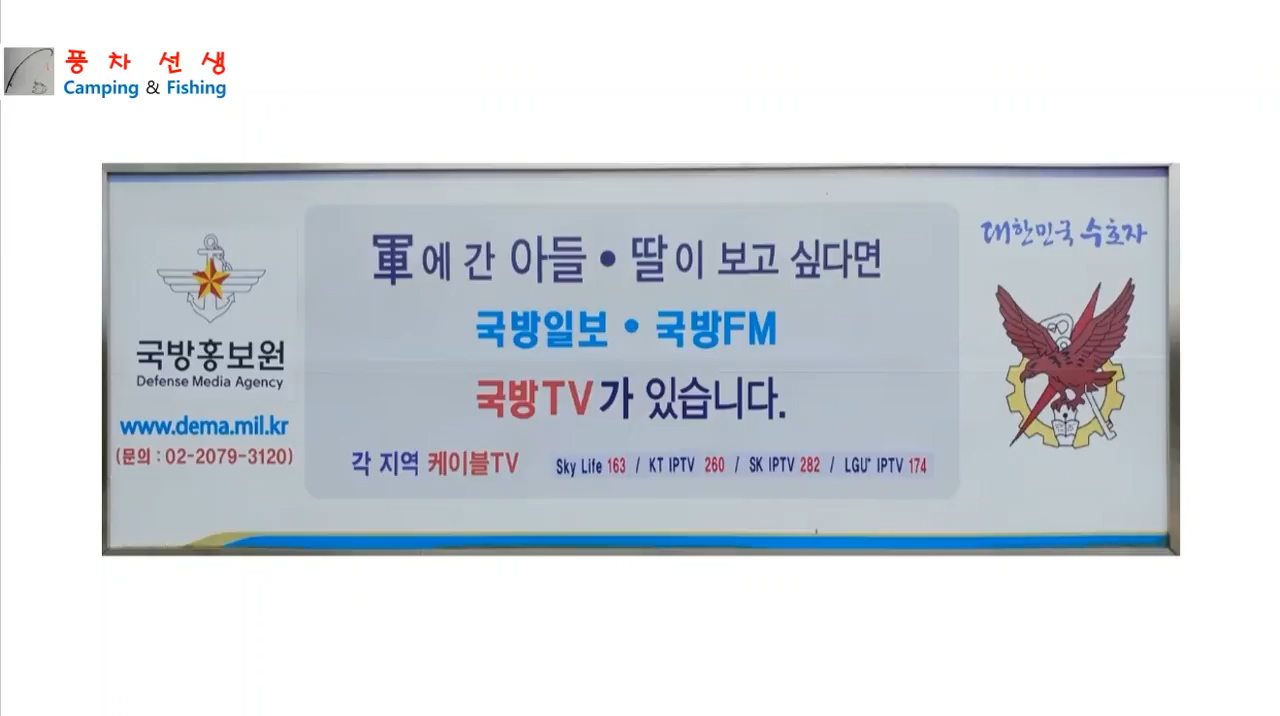 풍차선생
Camping & Fishing
軍에 간 아들 • 딸이 보고 싶다면
국방일보 • 국방FM
국방TV가 있습니다.
각 지역 케이블TV Sky Life 163 / KT IPTV 260 / SK IPTV 282 / LGU+ IPTV 174
국방홍보원
Defense Media Agency
www.dema.mil.kr
(문의 : 02-2079-3120)
대한민국 수호자